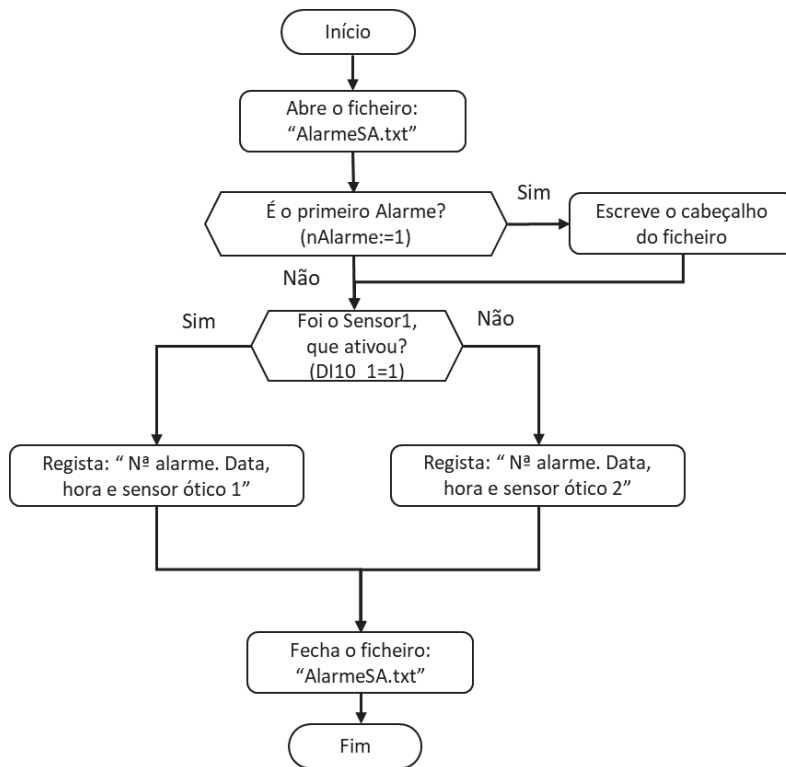 Início
Abre o ficheiro:
“AlarmeSA.txt”
É o primeiro Alarme?
(nAlarme:=1)
Sim
Escreve o cabeçalho
do ficheiro
Não
Sim
Foi o Sensor1,
que ativou?
(DI10_1=1)
Não
Regista: “ Nª alarme. Data,
hora e sensor ótico 1”
Regista: “ Nª alarme. Data,
hora e sensor ótico 2”
Fecha o ficheiro:
“AlarmeSA.txt”
Fim